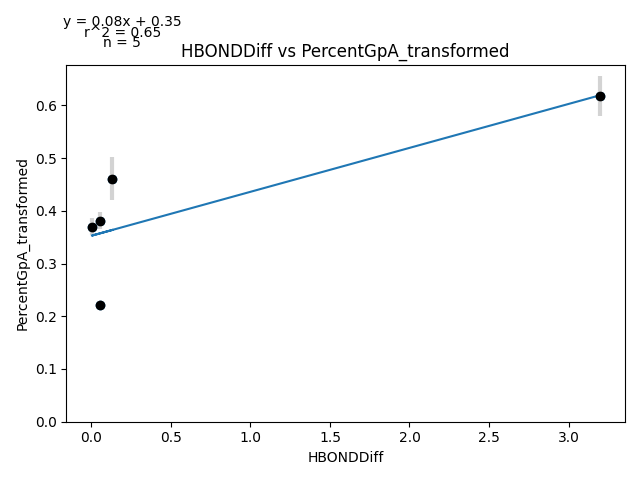 y = 0.08x + 0.35
r^2 = 0.65
n = 5
HBONDDiff vs PercentGpA_transformed
PercentGpA_transformed
0.6
0.5
0.4
0.3
0.2
0.1
0.0
0.0 0.5 1.0 1.5 2.0 2.5 3.0
HBONDDiff